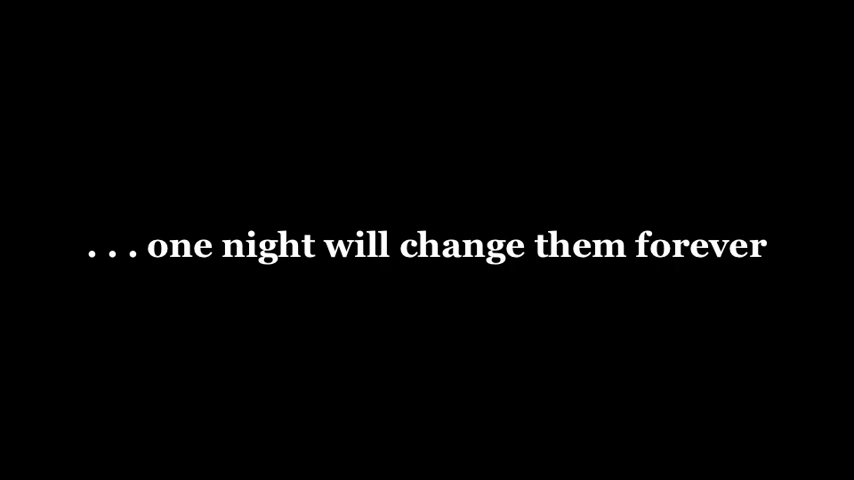 . . . one night will change them forever